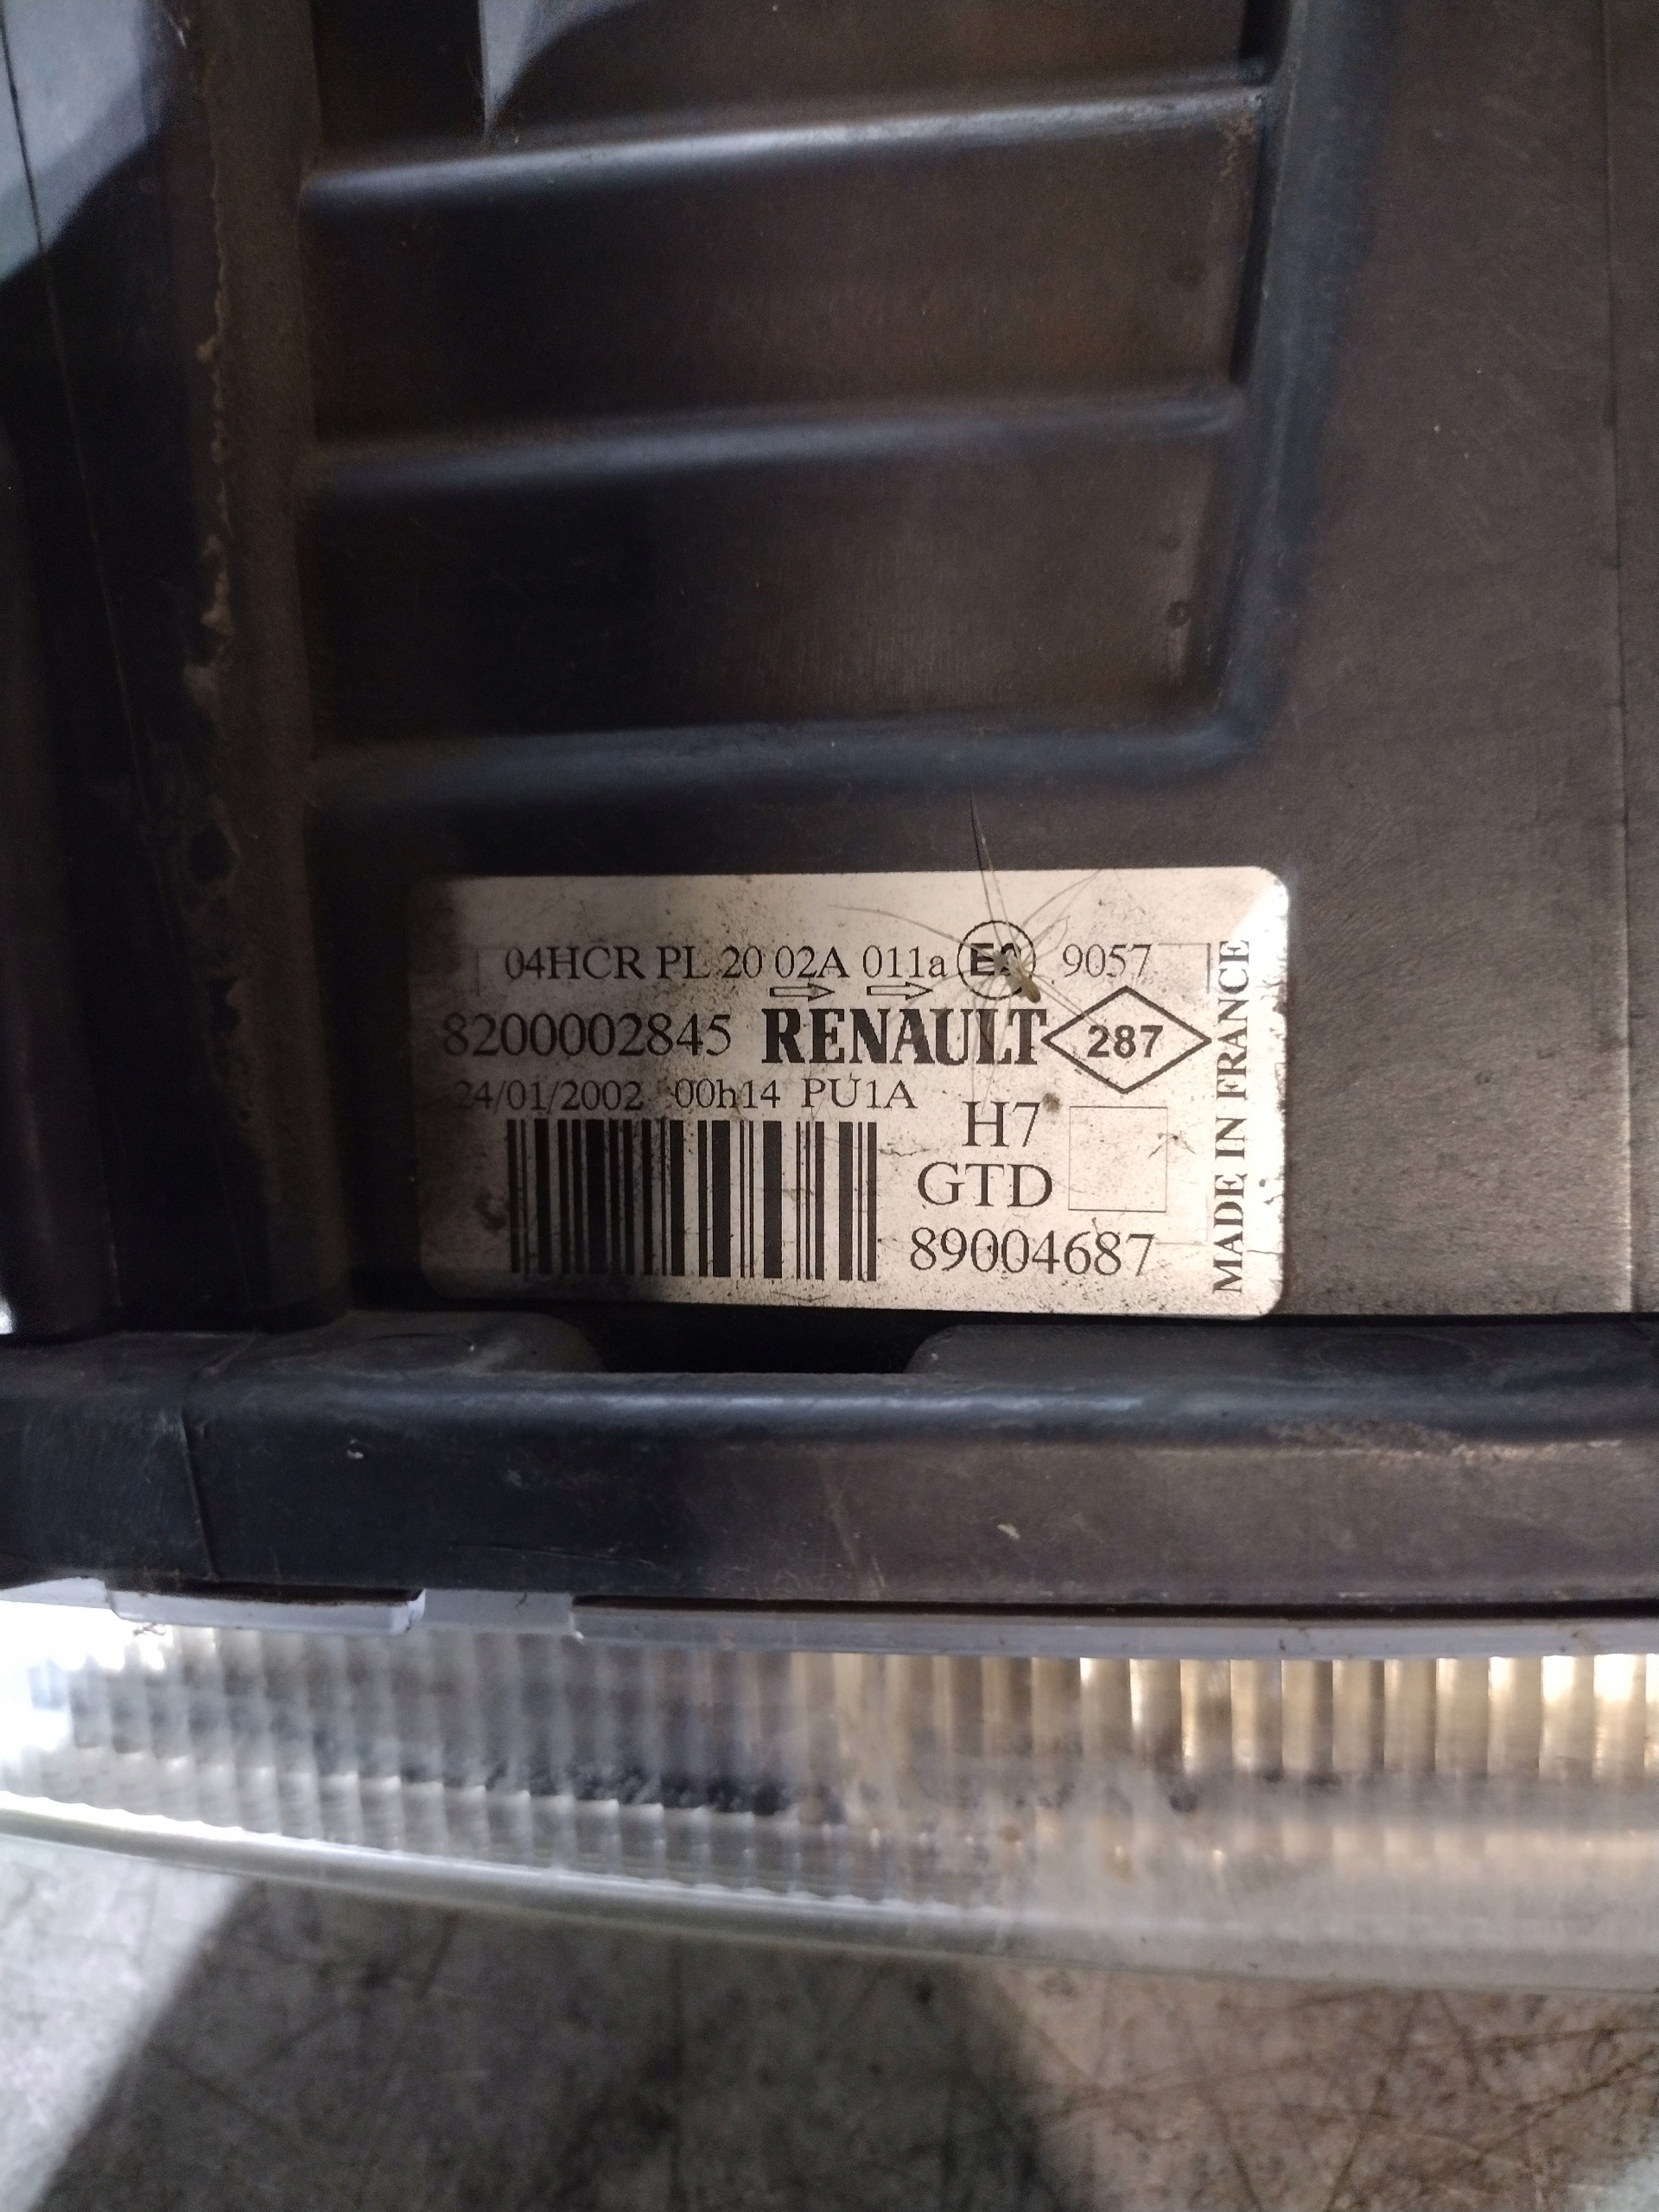 04HCR PL 20 02A 011a E2 9057
8200002845 RENAULT 287
24/01/2002 00h14 PU1A
H7
GTD
89004687
MADE IN FRANCE